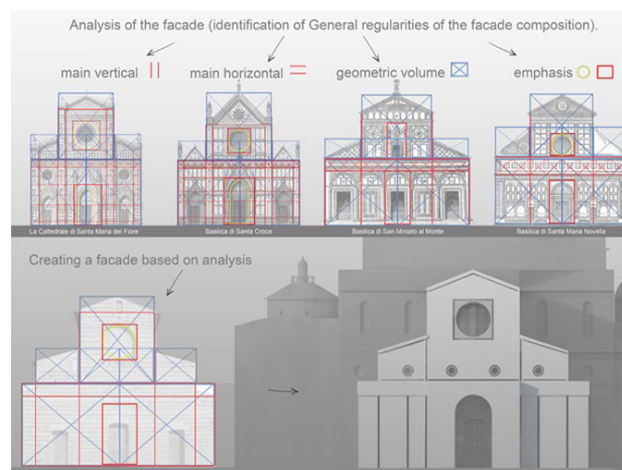 Analysis of the facade (identification of General regularities of the facade composition).
main vertical
main horizontal
geometric volume
emphasis
La Cattedrale di Santa Maria del Fiore
Basilica di Santa Croce
Basilica di San Miniato al Monte
Basilica di Santa Maria Novella
Creating a facade based on analysis